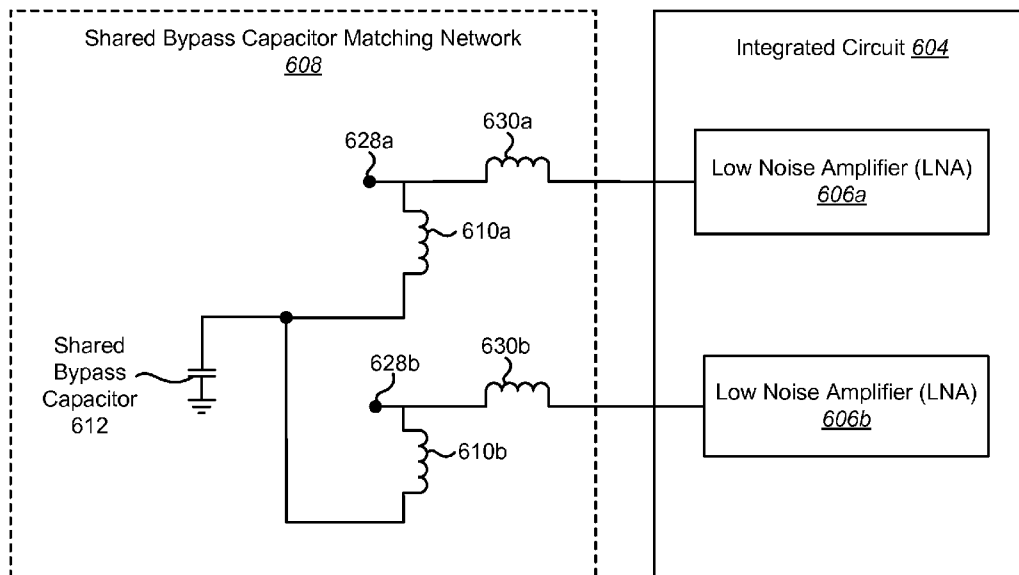 Shared Bypass Capacitor Matching Network
608
Integrated Circuit 604
630a
628a
Low Noise Amplifier (LNA)
606a
610a
Shared
Bypass
Capacitor
612
630b
628b
Low Noise Amplifier (LNA)
606b
610b